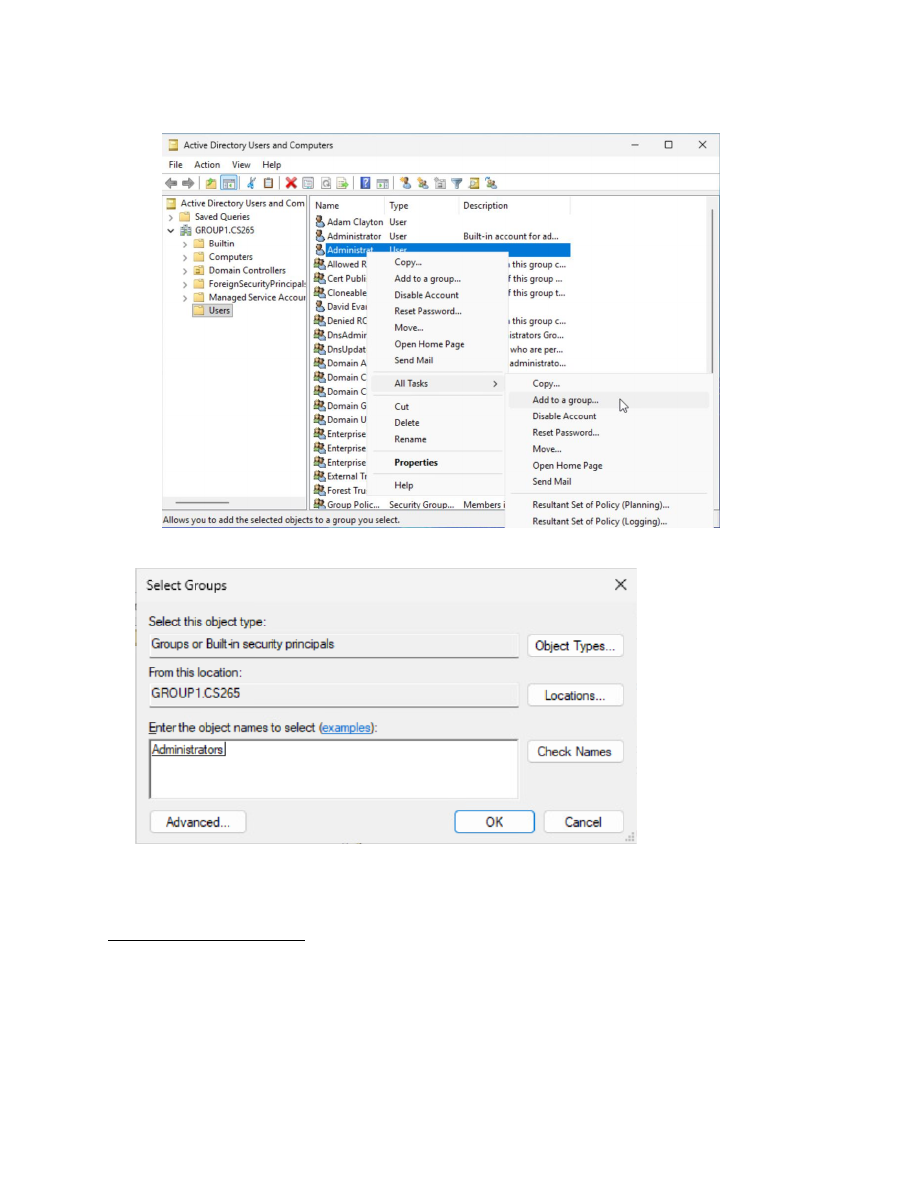 Active Directory Users and Computers
File Action View Help
Active Directory Users and Com
Saved Queries
GROUP1.CS265
Builtin
Computers
Domain Controllers
ForeignSecurityPrincipals
Managed Service Accour
Users
Name Type Description
Adam Clayton User
Administrator User Built-in account for ad...
Administrat.. User
Allowed R this group c...
Cert Publi f this group ...
Cloneable f this group t...
David Evar
Denied RC this group c...
DnsAdmir istrators Gro...
DnsUpdat who are per...
Domain A administrato...
Domain C
Domain C
Domain G
Domain U
Enterprise
Enterprise
Enterprise
External Tr
Forest Tru
Group Polic... Security Group... Members i
Copy...
Add to a group...
Disable Account
Reset Password...
Move...
Open Home Page
Send Mail
All Tasks
Cut
Delete
Rename
Properties
Help
Copy...
Add to a group...
Disable Account
Reset Password...
Move...
Open Home Page
Send Mail
Resultant Set of Policy (Planning)...
Resultant Set of Policy (Logging)...
Allows you to add the selected objects to a group you select.
Select Groups
Select this object type:
Groups or Built-in security principals
Object Types...
From this location:
GROUP1.CS265
Locations...
Enter the object names to select (examples):
Administrators
Check Names
Advanced...
OK
Cancel